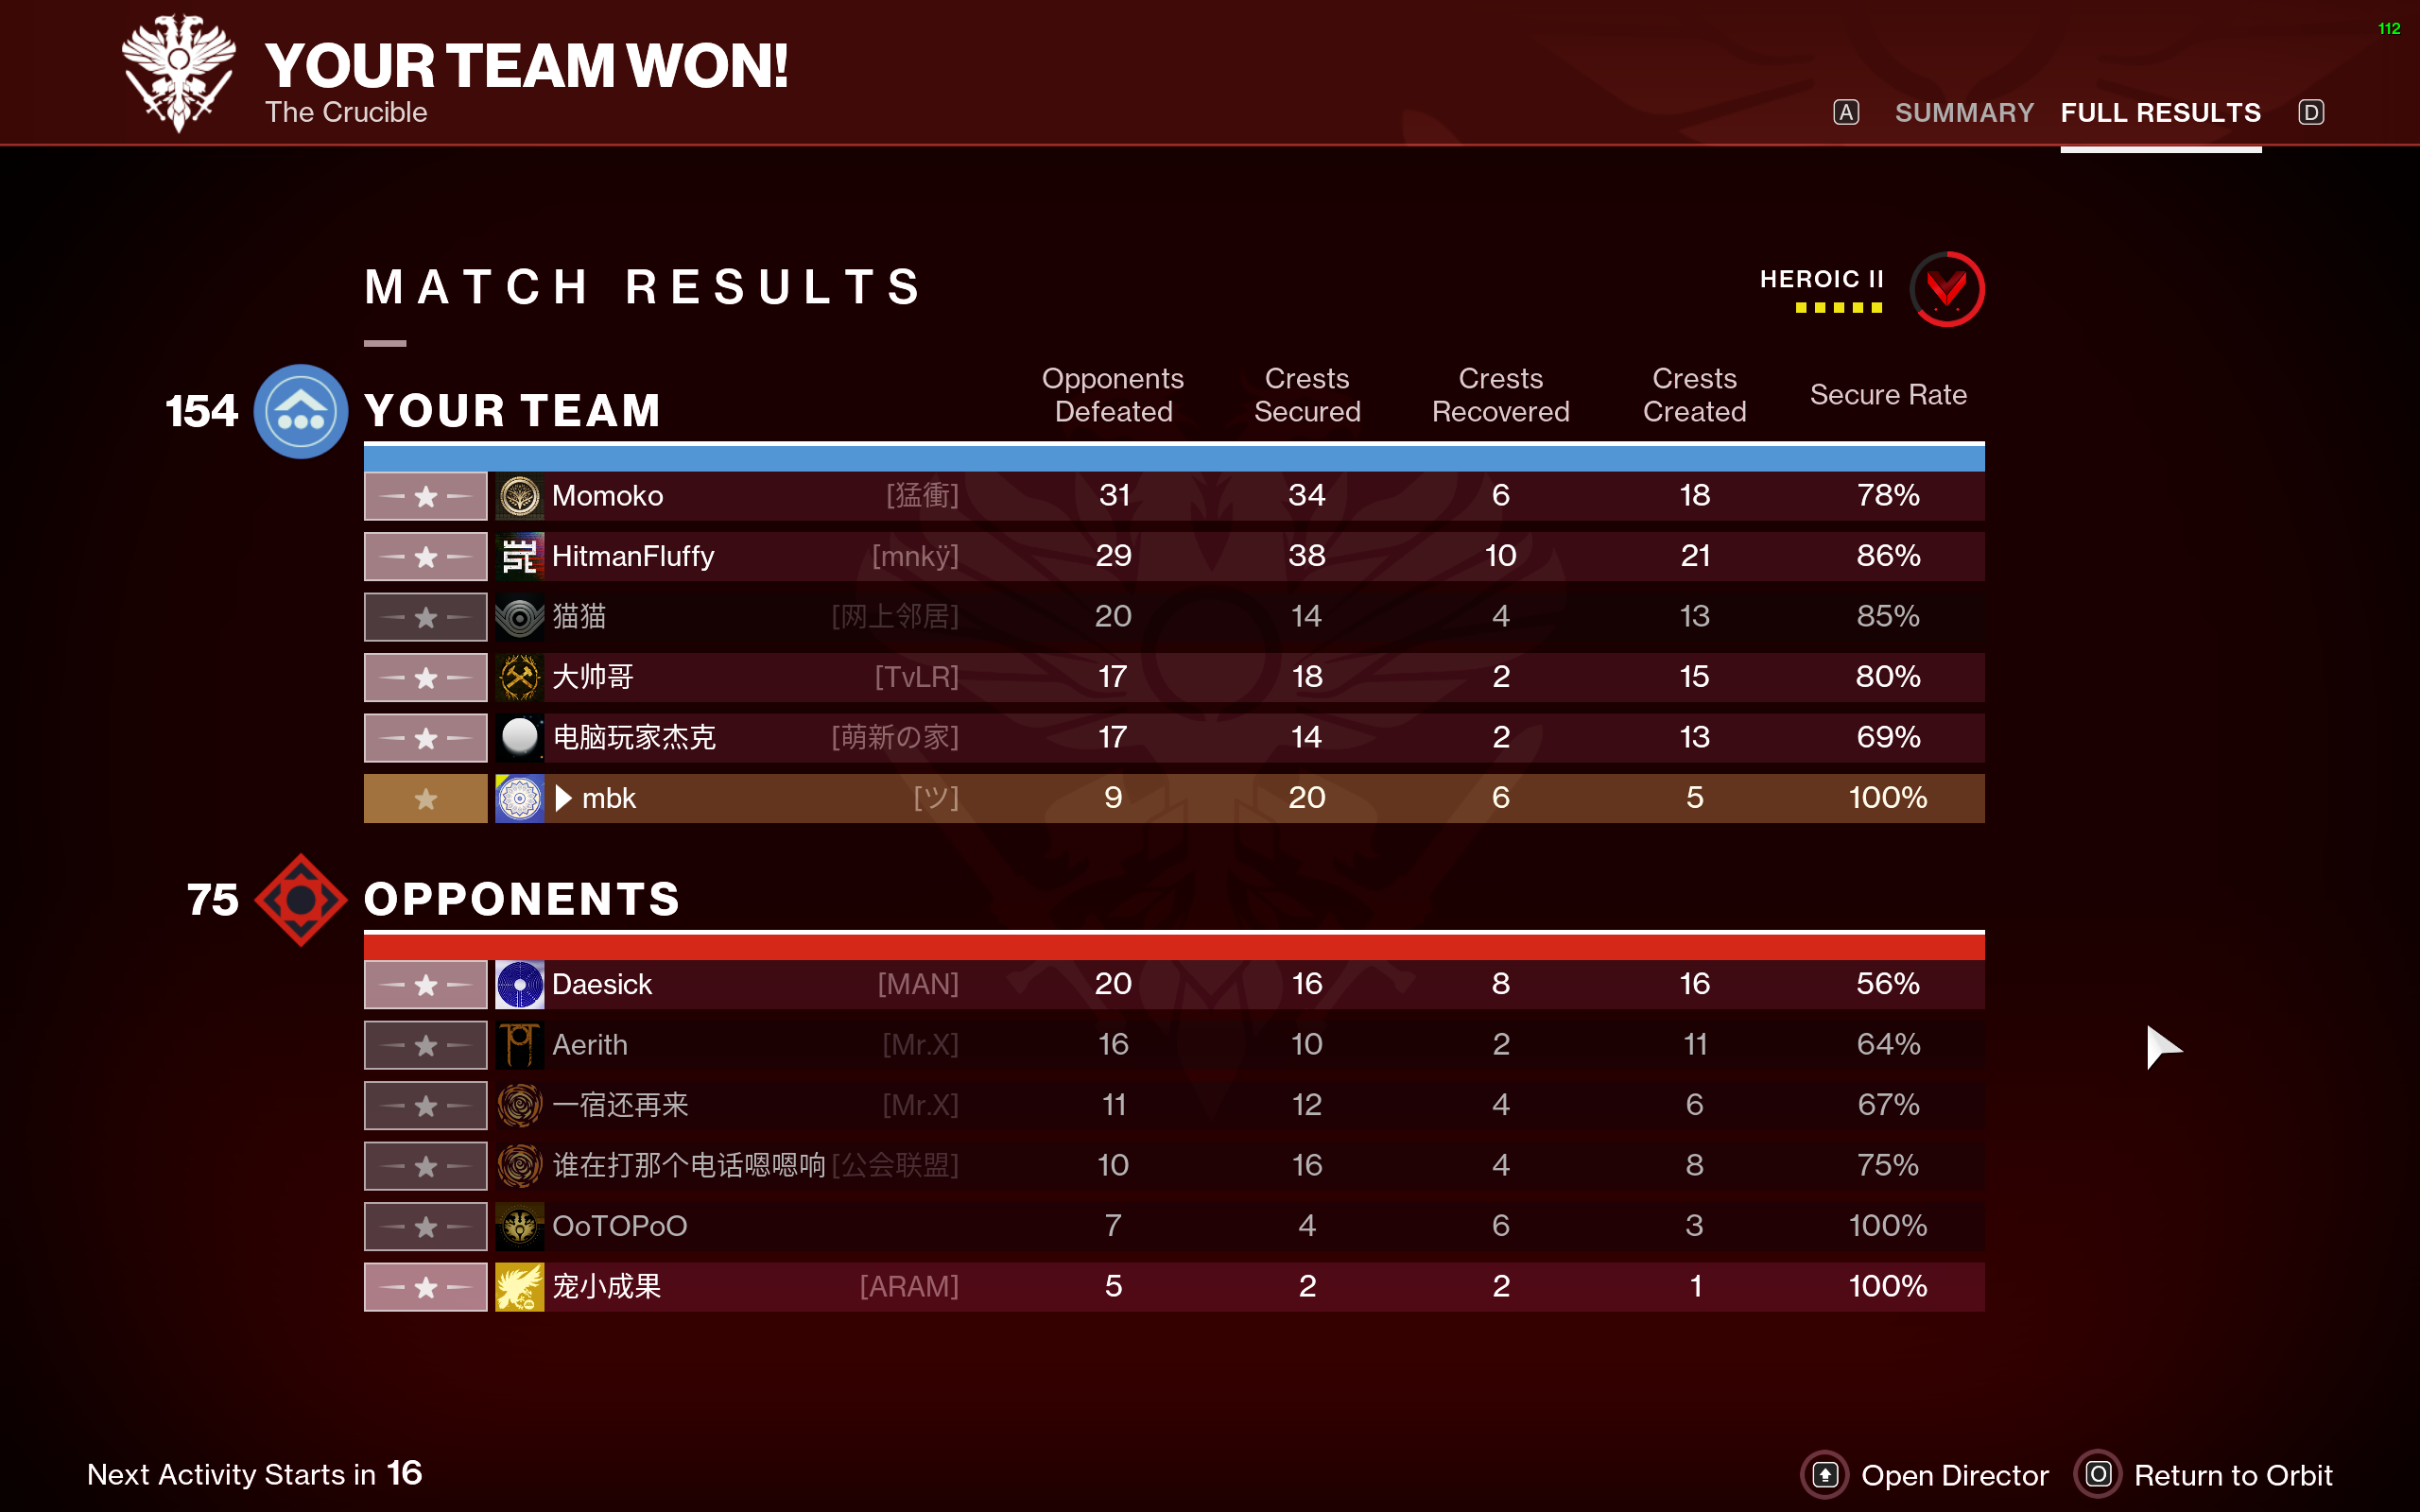 112
YOUR TEAM WON!
The Crucible
A SUMMARY FULL RESULTS D
MATCH RESULTS
HEROIC II
154 YOUR TEAM
Opponents Defeated Crests Secured Crests Recovered Crests Created Secure Rate
Momoko [猛衝] 31 34 6 18 78%
HitmanFluffy [mnkÿ] 29 38 10 21 86%
猫猫 [网上邻居] 20 14 4 13 85%
大帅哥 [TvLR] 17 18 2 15 80%
电脑玩家杰克 [萌新の家] 17 14 2 13 69%
mbk [ツ] 9 20 6 5 100%
75 OPPONENTS
Daesick [MAN] 20 16 8 16 56%
Aerith [Mr.X] 16 10 2 11 64%
一宿还再来 [Mr.X] 11 12 4 6 67%
谁在打那个电话嗯嗯响 [公会联盟] 10 16 4 8 75%
OoTOPoO 7 4 6 3 100%
宠小成果 [ARAM] 5 2 2 1 100%
Next Activity Starts in 16
Open Director O Return to Orbit